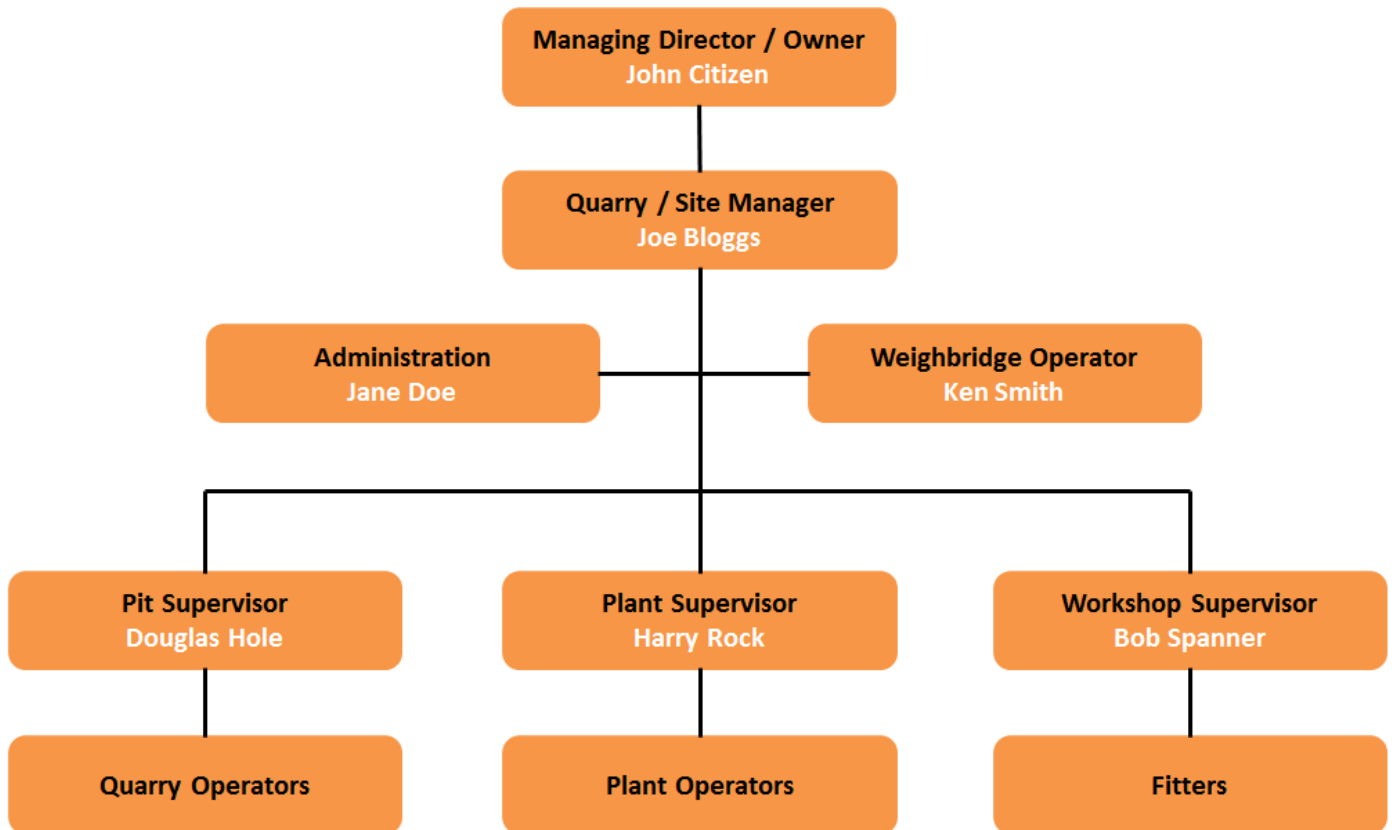 Managing Director / Owner
John Citizen
Quarry / Site Manager
Joe Bloggs
Administration
Jane Doe
Weighbridge Operator
Ken Smith
Pit Supervisor
Douglas Hole
Plant Supervisor
Harry Rock
Workshop Supervisor
Bob Spanner
Quarry Operators
Plant Operators
Fitters